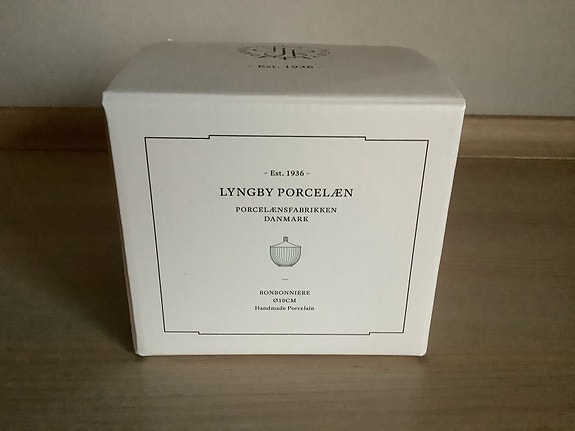 - Est. 1936 -
– Est. 1936 –
LYNGBY PORCELÆN
PORCELÆNSFABRIKKEN
DANMARK
BONBONNIERE
Ø10CM
Handmade Porcelain